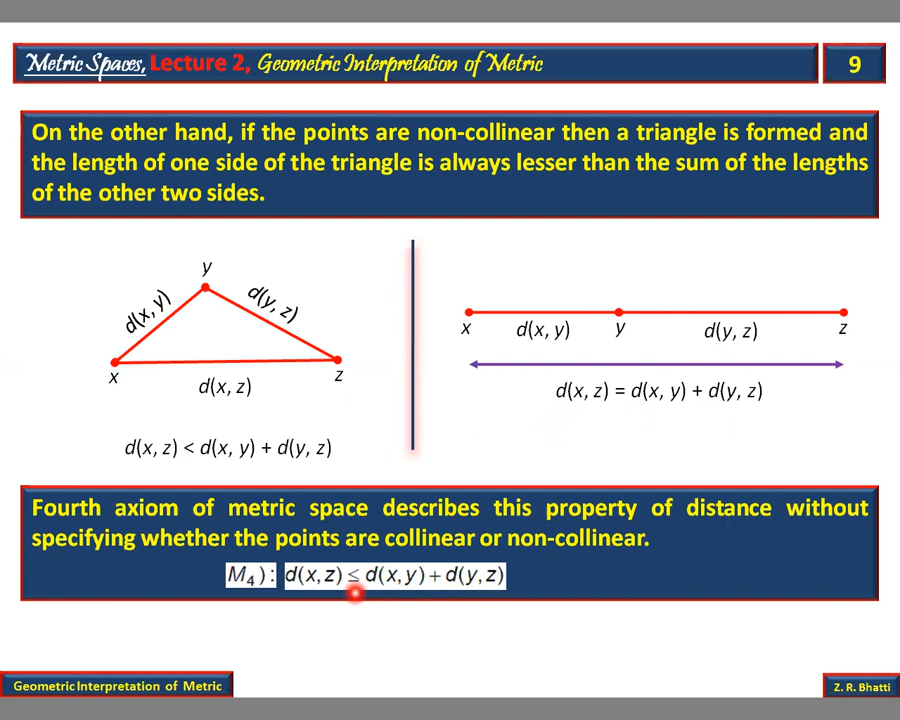 Metric Spaces, Lecture 2, Geometric Interpretation of Metric
9
On the other hand, if the points are non-collinear then a triangle is formed and
the length of one side of the triangle is always lesser than the sum of the lengths
of the other two sides.
y
d(x, y)
d(y, z)
x
z
d(x, z)
d(x, z) < d(x, y) + d(y, z)
x
d(x, y)
y
d(y, z)
z
d(x, z) = d(x, y) + d(y, z)
Fourth axiom of metric space describes this property of distance without
specifying whether the points are collinear or non-collinear.
M₄): d(x,z) ≤ d(x,y)+d(y,z)
Geometric Interpretation of Metric
Z. R. Bhatti